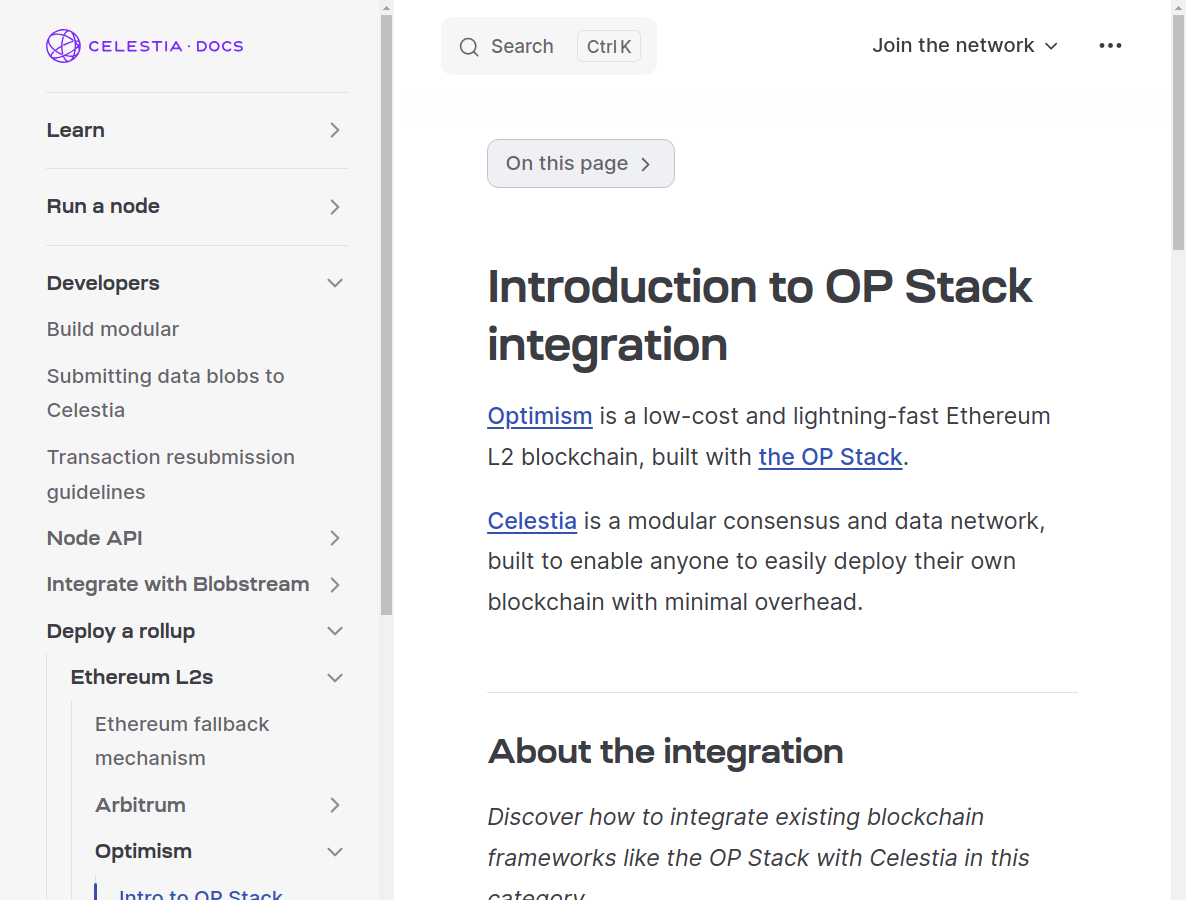 CELESTIA · DOCS
Learn
Run a node
Developers
Build modular
Submitting data blobs to
Celestia
Transaction resubmission
guidelines
Node API
Integrate with Blobstream
Deploy a rollup
Ethereum L2s
Ethereum fallback
mechanism
Arbitrum
Optimism
Intro to OP Stack
Search
Ctrl K
Join the network
On this page
Introduction to OP Stack
integration
Optimism is a low-cost and lightning-fast Ethereum
L2 blockchain, built with the OP Stack.
Celestia is a modular consensus and data network,
built to enable anyone to easily deploy their own
blockchain with minimal overhead.
About the integration
Discover how to integrate existing blockchain
frameworks like the OP Stack with Celestia in this
category.